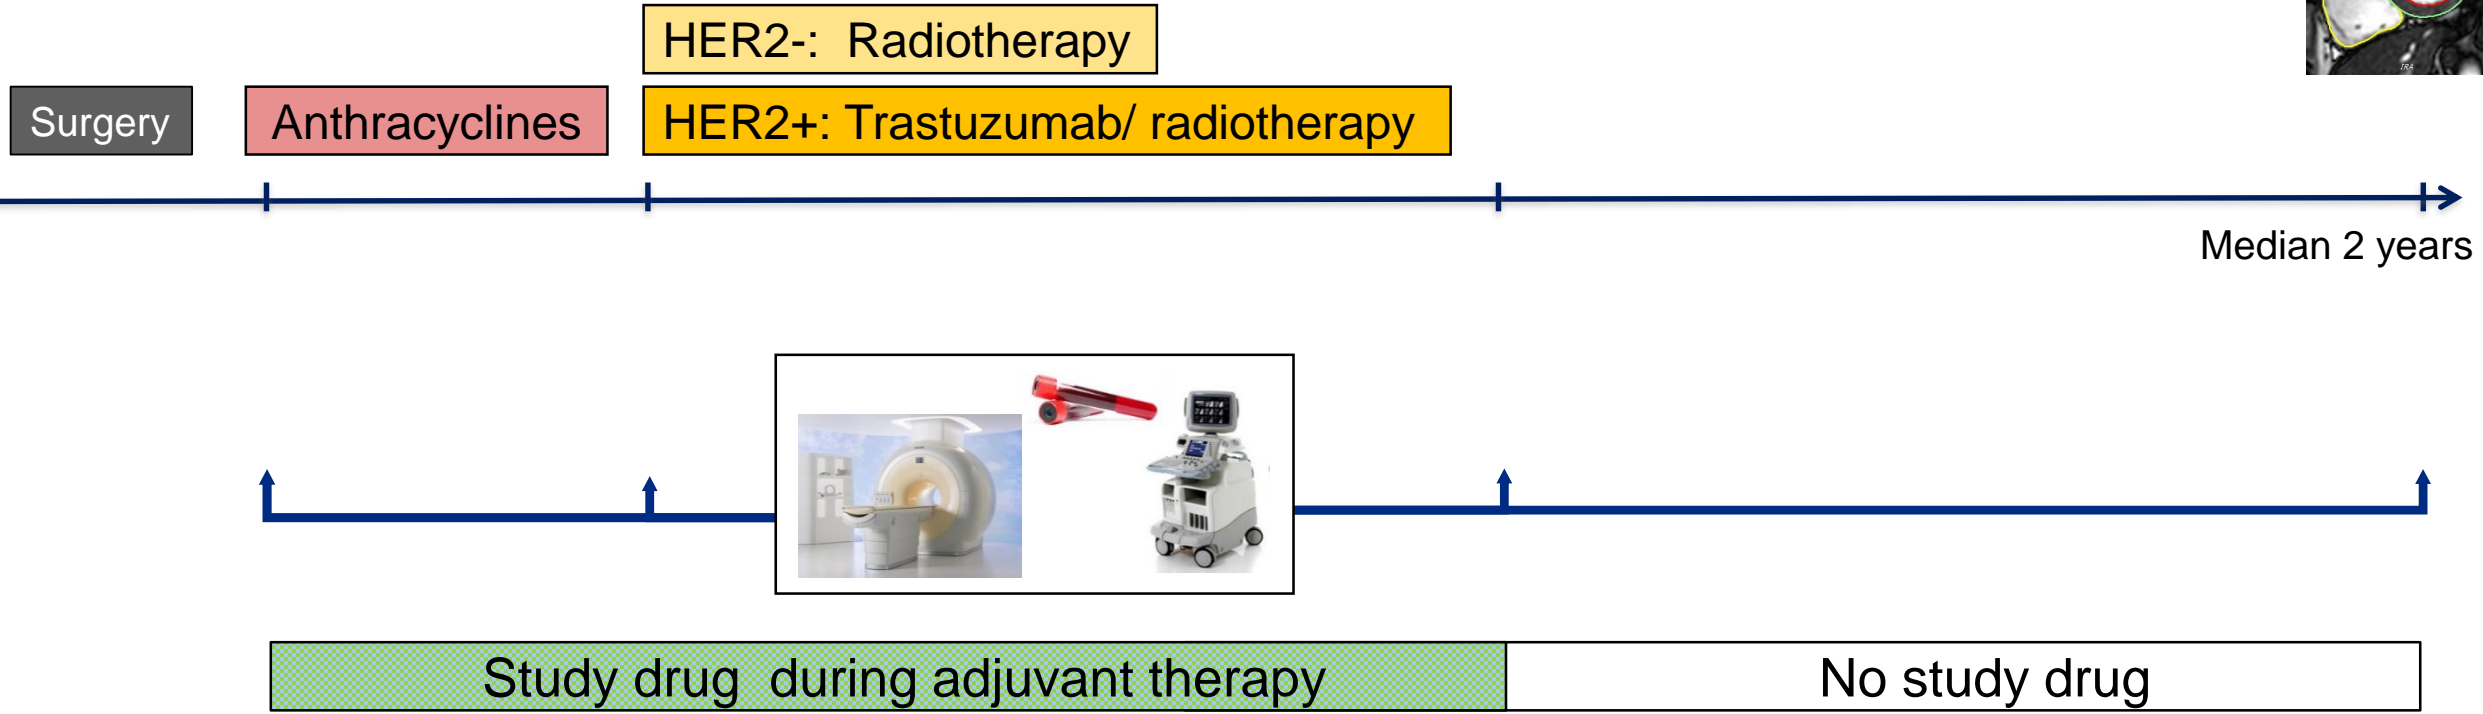 HER2-: Radiotherapy
Surgery
Anthracyclines
HER2+: Trastuzumab/ radiotherapy
Median 2 years
Study drug during adjuvant therapy
No study drug